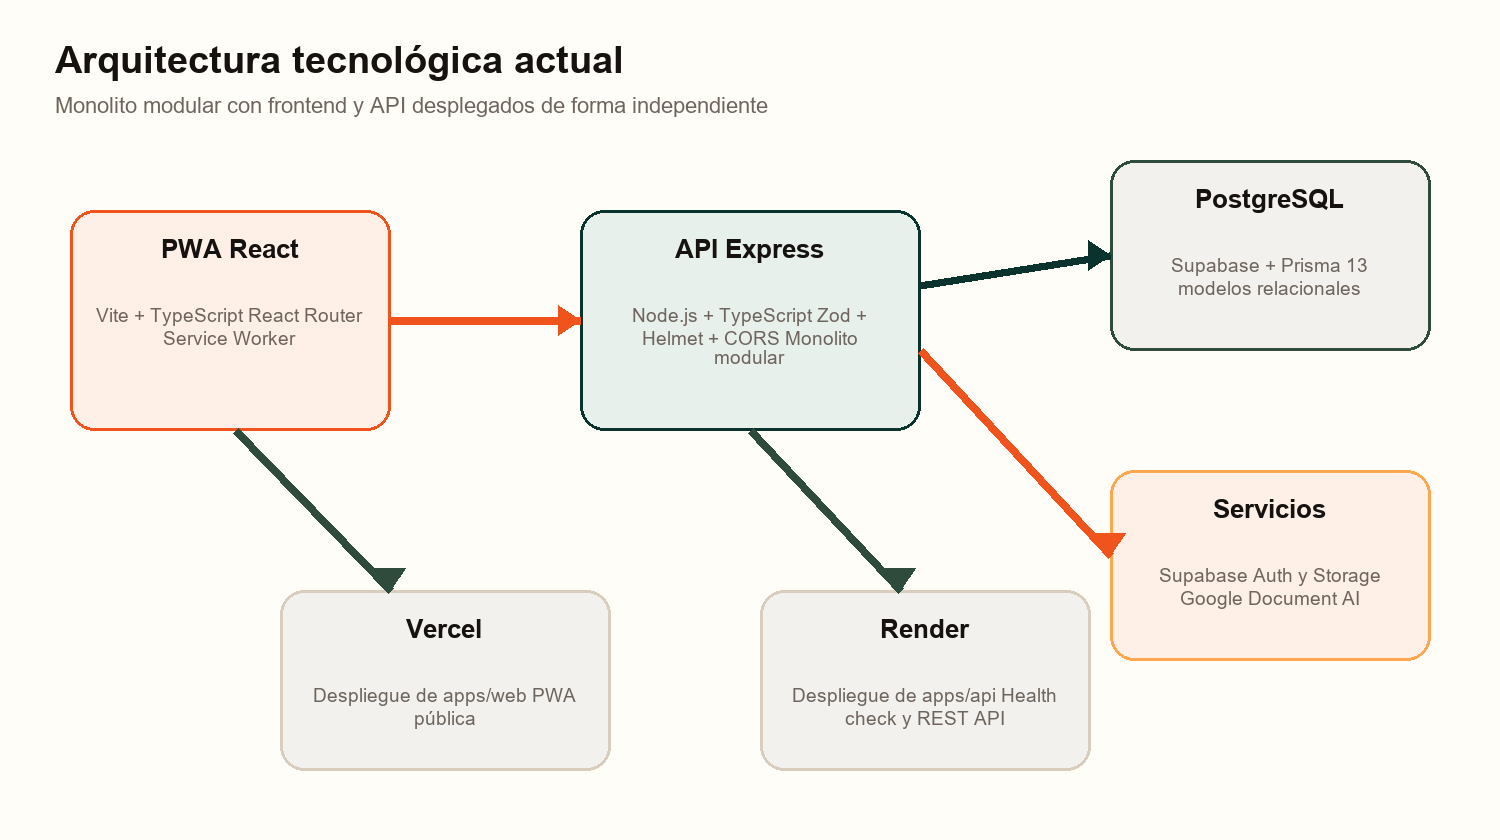 Arquitectura tecnológica actual
Monolito modular con frontend y API desplegados de forma independiente
PWA React
Vite + TypeScript React Router
Service Worker
API Express
Node.js + TypeScript Zod +
Helmet + CORS Monolito
modular
PostgreSQL
Supabase + Prisma 13
modelos relacionales
Servicios
Supabase Auth y Storage
Google Document AI
Vercel
Despliegue de apps/web PWA
pública
Render
Despliegue de apps/api Health
check y REST API